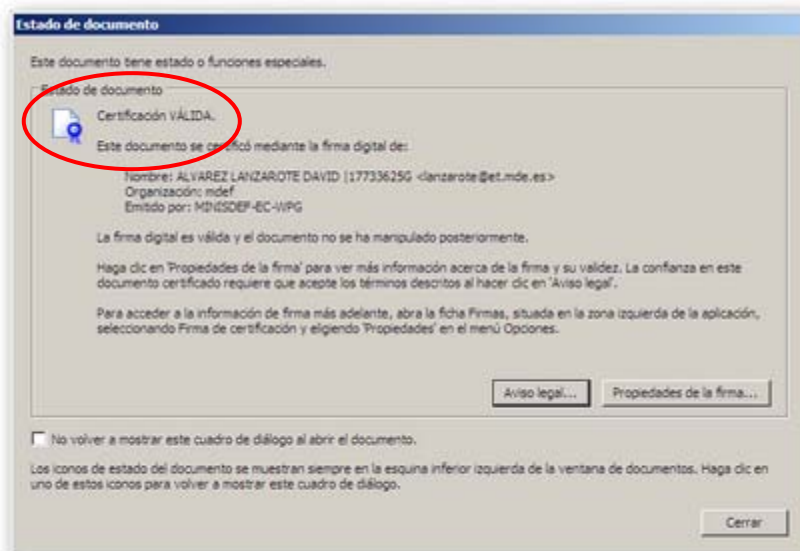 Estado de documento
Este documento tiene estado o funciones especiales.
Estado de documento
Certificación VÁLIDA.
Este documento se certificó mediante la firma digital de:
Nombre: ALVAREZ LANZAROTE DAVID |17733625G <lanzarote@et.mde.es>
Organización: mdef
Emitido por: MINISDEF-EC-WPG
La firma digital es válida y el documento no se ha manipulado posteriormente.
Haga clic en 'Propiedades de la firma' para ver más información acerca de la firma y su validez. La confianza en este
documento certificado requiere que acepte los términos descritos al hacer clic en 'Aviso legal'.
Para acceder a la información de firma más adelante, abra la ficha Firmas, situada en la zona izquierda de la aplicación,
seleccionando Firma de certificación y eligiendo 'Propiedades' en el menú Opciones.
Aviso legal... Propiedades de la firma...
No volver a mostrar este cuadro de diálogo al abrir el documento.
Los iconos de estado del documento se muestran siempre en la esquina inferior izquierda de la ventana de documentos. Haga clic en
uno de estos iconos para volver a mostrar este cuadro de diálogo.
Cerrar